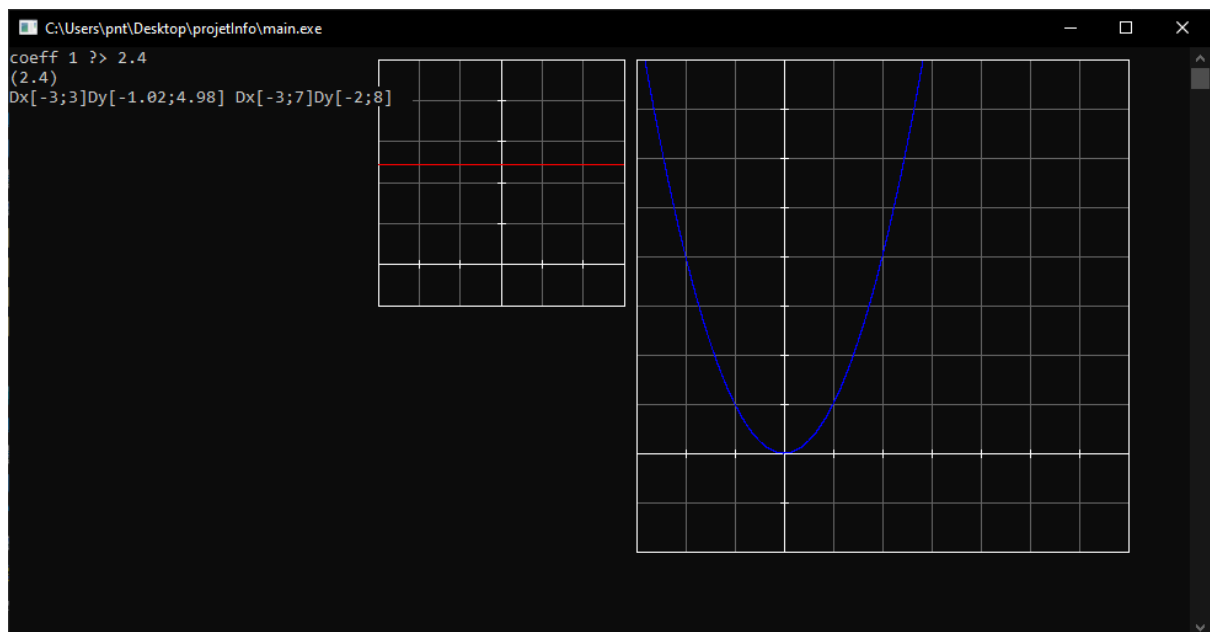 C:\Users\pnt\Desktop\projetInfo\main.exe
coeff 1 ?> 2.4
(2.4)
Dx[-3;3]Dy[-1.02;4.98] Dx[-3;7]Dy[-2;8]